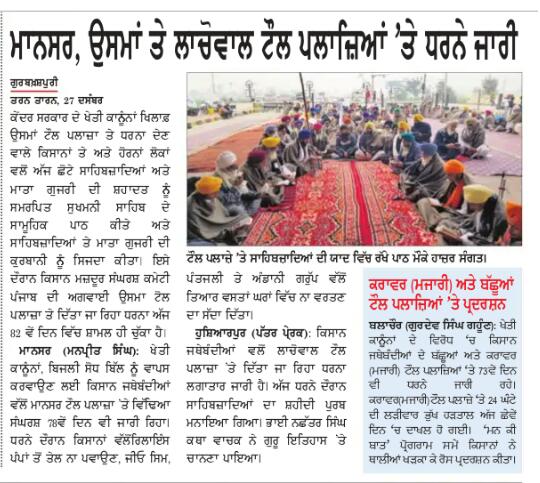 ਮਾਨਸਰ, ਉਸਮਾਂ ਤੇ ਲਾਚੋਵਾਲ ਟੌਲ ਪਲਾਜ਼ਿਆਂ ’ਤੇ ਧਰਨੇ ਜਾਰੀ
ਗੁਰਬਖ਼ਸ਼ਪੁਰੀ
ਤਰਨ ਤਾਰਨ, 27 ਦਸੰਬਰ
ਕੇਂਦਰ ਸਰਕਾਰ ਦੇ ਖੇਤੀ ਕਾਨੂੰਨਾਂ ਖਿਲਾਫ਼
ਉਸਮਾਂ ਟੌਲ ਪਲਾਜ਼ਾ ਤੇ ਧਰਨਾ ਦੇਣ
ਵਾਲੇ ਕਿਸਾਨਾਂ ਤੇ ਅਤੇ ਹੋਰਨਾਂ ਲੋਕਾਂ
ਵਲੋਂ ਅੱਜ ਛੋਟੇ ਸਾਹਿਬਜ਼ਾਦਿਆਂ ਅਤੇ
ਮਾਤਾ ਗੁਜਰੀ ਦੀ ਸ਼ਹਾਦਤ ਨੂੰ
ਸਮਰਪਿਤ ਸੁਖਮਨੀ ਸਾਹਿਬ ਦੇ
ਸਾਮੂਹਿਕ ਪਾਠ ਕੀਤੇ ਅਤੇ
ਸਾਹਿਬਜ਼ਾਦਿਆਂ ਤੇ ਮਾਤਾ ਗੁਜਰੀ ਦੀ
ਕੁਰਬਾਨੀ ਨੂੰ ਸਿਜਦਾ ਕੀਤਾ। ਇਸੇ
ਦੌਰਾਨ ਕਿਸਾਨ ਮਜ਼ਦੂਰ ਸੰਘਰਸ਼ ਕਮੇਟੀ
ਪੰਜਾਬ ਦੀ ਅਗਵਾਈ ਉਸਮਾ ਟੌਲ
ਪਲਾਜ਼ਾ ਤੇ ਦਿੱਤਾ ਜਾ ਰਿਹਾ ਧਰਨਾ ਅੱਜ
82 ਵੇਂ ਦਿਨ ਵਿੱਚ ਸ਼ਾਮਲ ਹੀ ਚੁੱਕਾ ਹੈ।
ਮਾਨਸਰ (ਮਨਪ੍ਰੀਤ ਸਿੰਘ): ਖੇਤੀ
ਕਾਨੂੰਨਾਂ, ਬਿਜਲੀ ਸੋਧ ਬਿੱਲ ਨੂੰ ਵਾਪਸ
ਕਰਵਾਉਣ ਲਈ ਕਿਸਾਨ ਜਥੇਬੰਦੀਆਂ
ਵੱਲੋਂ ਮਾਨਸਰ ਟੌਲ ਪਲਾਜ਼ਾ ’ਤੇ ਵਿੱਢਿਆ
ਸੰਘਰਸ਼ 78ਵੇਂ ਦਿਨ ਵੀ ਜਾਰੀ ਰਿਹਾ।
ਧਰਨੇ ਦੌਰਾਨ ਕਿਸਾਨਾਂ ਵੱਲੋਂਰਿਲਾਇੰਸ
ਪੰਪਾਂ ਤੋਂ ਤੇਲ ਨਾ ਪਵਾਉਣ, ਜੀਓ ਸਿਮ,
ਟੌਲ ਪਲਾਜ਼ੇ ’ਤੇ ਸਾਹਿਬਜ਼ਾਦਿਆਂ ਦੀ ਯਾਦ ਵਿੱਚ ਰੱਖੇ ਪਾਠ ਮੌਕੇ ਹਾਜ਼ਰ ਸੰਗਤ।
ਪੰਤਜਲੀ ਤੇ ਅੰਡਾਨੀ ਗਰੁੱਪ ਵੱਲੋਂ
ਤਿਆਰ ਵਸਤਾਂ ਘਰਾਂ ਵਿੱਚ ਨਾ ਵਰਤਣ
ਦਾ ਸੱਦਾ ਦਿੱਤਾ।
ਹੁਸ਼ਿਆਰਪੁਰ (ਪੱਤਰ ਪ੍ਰੇਰਕ): ਕਿਸਾਨ
ਜਥੇਬੰਦੀਆਂ ਵਲੋਂ ਲਾਚੋਵਾਲ ਟੌਲ
ਪਲਾਜ਼ਾ ’ਤੇ ਦਿੱਤਾ ਜਾ ਰਿਹਾ ਧਰਨਾ
ਲਗਾਤਾਰ ਜਾਰੀ ਹੈ। ਅੱਜ ਧਰਨੇ ਦੌਰਾਨ
ਸਾਹਿਬਜ਼ਾਦਿਆਂ ਦਾ ਸ਼ਹੀਦੀ ਪੁਰਬ
ਮਨਾਇਆ ਗਿਆ। ਭਾਈ ਨਛੱਤਰ ਸਿੰਘ
ਕਥਾ ਵਾਚਕ ਨੇ ਗੁਰੂ ਇਤਿਹਾਸ ’ਤੇ
ਚਾਨਣਾ ਪਾਇਆ।
ਕਰਾਵਰ (ਮਜਾਰੀ) ਅਤੇ ਬੱਛੂਆਂ
ਟੌਲ ਪਲਾਜ਼ਿਆਂ ’ਤੇ ਪ੍ਰਦਰਸ਼ਨ
ਬਲਾਚੌਰ (ਗੁਰਦੇਵ ਸਿੰਘ ਗਹੂੰਣ): ਖੇਤੀ
ਕਾਨੂੰਨਾਂ ਦੇ ਵਿਰੋਧ ’ਚ ਕਿਸਾਨ
ਜਥੇਬੰਦੀਆਂ ਦੇ ਬੱਛੂਆਂ ਅਤੇ ਕਰਾਵਰ
(ਮਜਾਰੀ) ਟੌਲ ਪਲਾਜ਼ਿਆਂ ’ਤੇ 73ਵੇਂ ਦਿਨ
ਵੀ ਧਰਨੇ ਜਾਰੀ ਰਹੇ।
ਕਰਾਵਰ(ਮਜਾਰੀ)ਟੌਲ ਪਲਾਜ਼ੇ ’ਤੇ 24 ਘੰਟੇ
ਦੀ ਲੜੀਵਾਰ ਭੁੱਖ ਹੜਤਾਲ ਅੱਜ ਛੇਵੇਂ
ਦਿਨ ’ਚ ਦਾਖਲ ਹੋ ਗਈ। ‘ਮਨ ਕੀ
ਬਾਤ’ ਪ੍ਰੋਗਰਾਮ ਸਮੇਂ ਕਿਸਾਨਾਂ ਨੇ
ਥਾਲੀਆਂ ਖੜਕਾ ਕੇ ਰੋਸ ਪ੍ਰਦਰਸ਼ਨ ਕੀਤਾ।